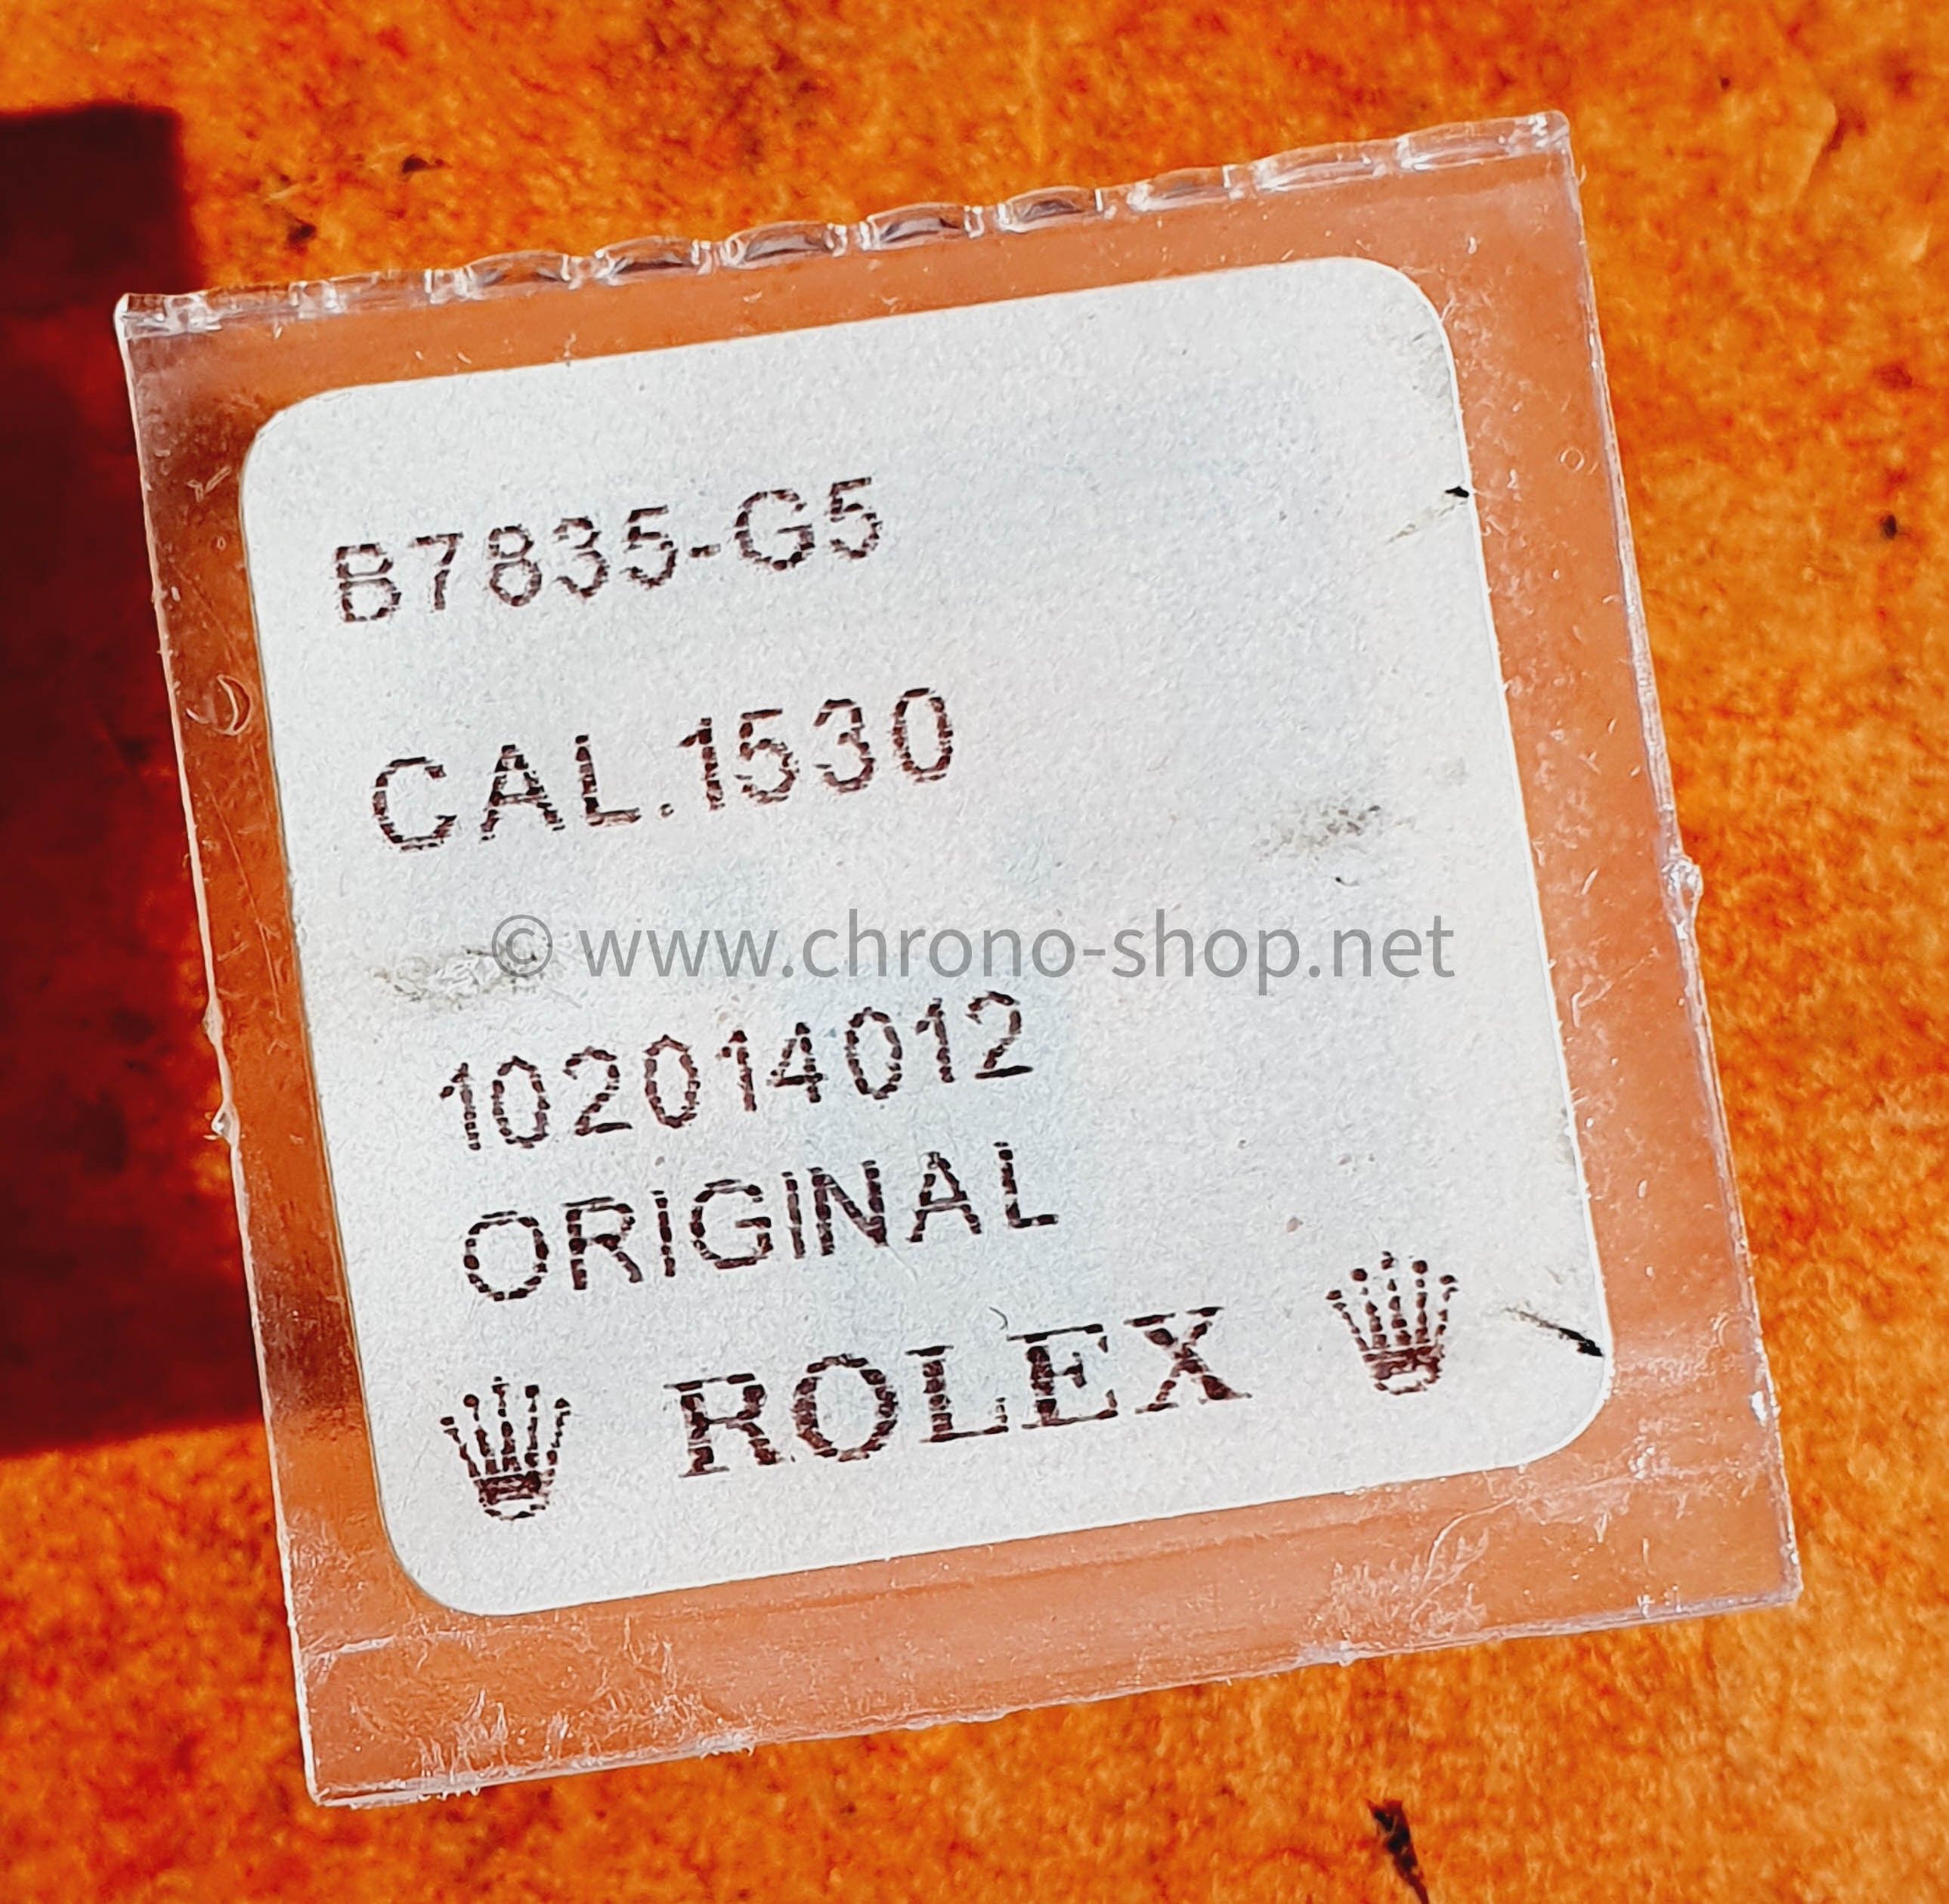 B7835-G5
CAL.1530
© www.chrono-shop.net
102014012
ORIGINAL
ROLEX